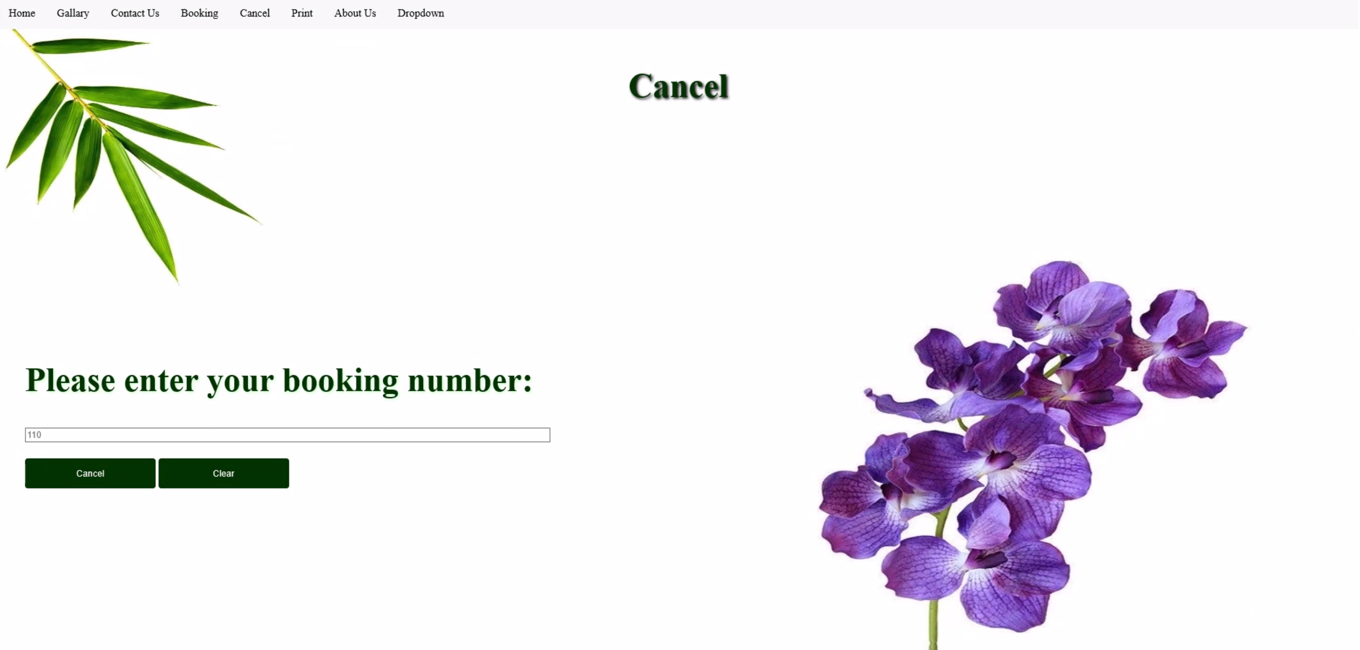 Home Gallary Contact Us Booking Cancel Print About Us Dropdown
Cancel
Please enter your booking number:
110
Cancel Clear